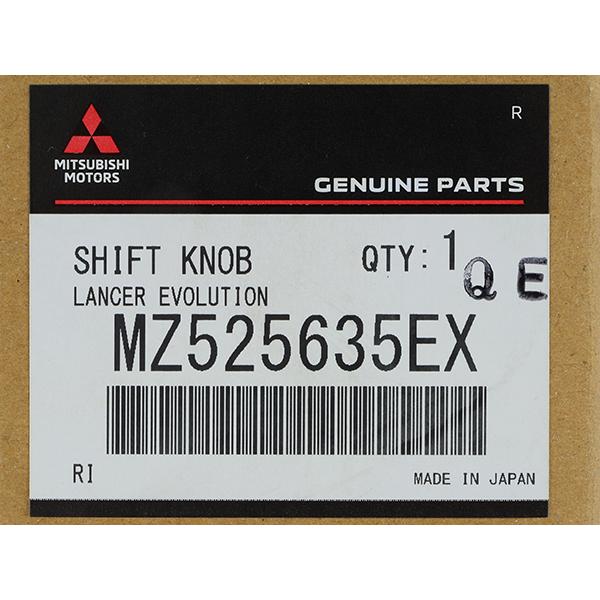 R
MITSUBISHI
MOTORS
GENUINE PARTS
SHIFT KNOB QTY: 1
Q E
LANCER EVOLUTION
MZ525635EX
RI MADE IN JAPAN